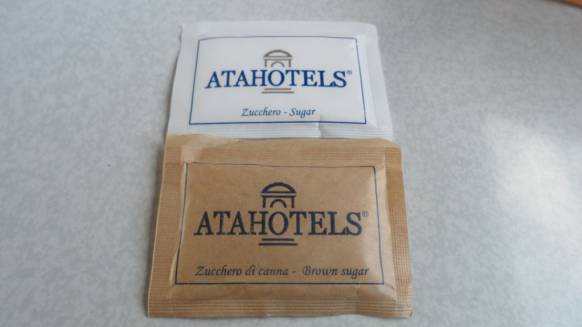 ATAHOTELS®
Zucchero - Sugar
ATAHOTELS®
Zucchero di canna - Brown sugar